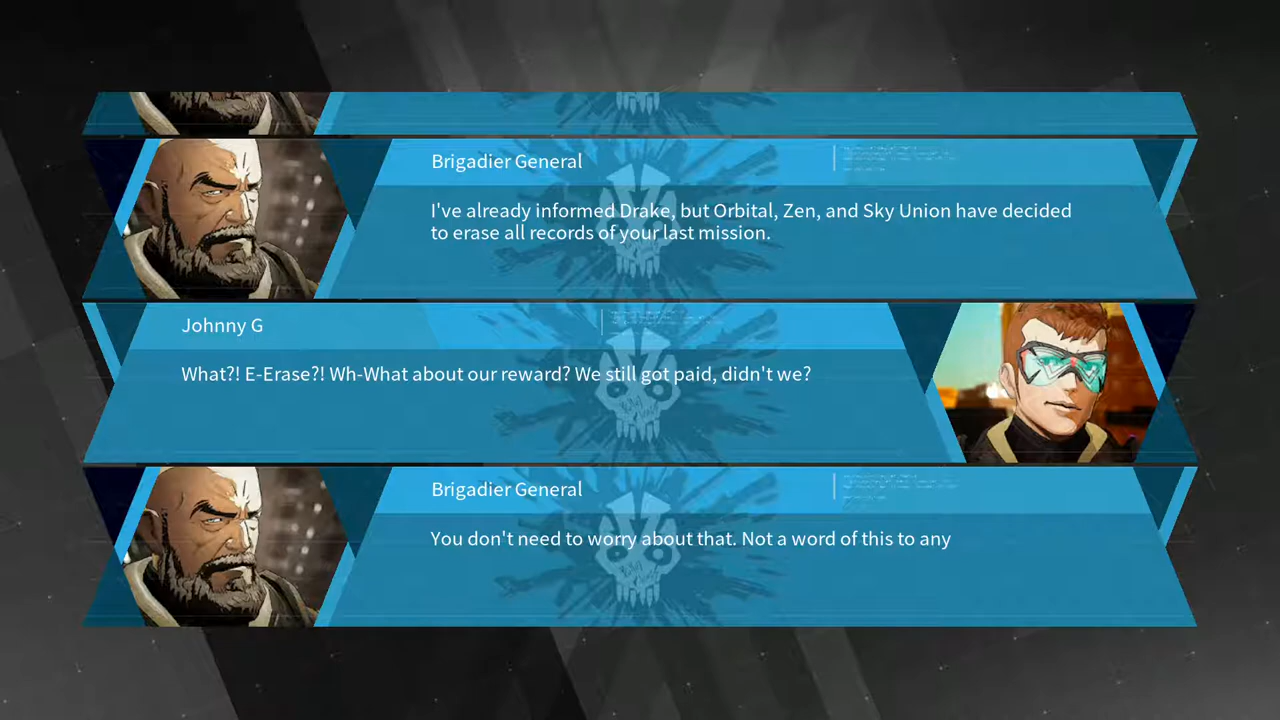 Brigadier General
I've already informed Drake, but Orbital, Zen, and Sky Union have decided
to erase all records of your last mission.
Johnny G
What?! E-Erase?! Wh-What about our reward? We still got paid, didn't we?
Brigadier General
You don't need to worry about that. Not a word of this to any